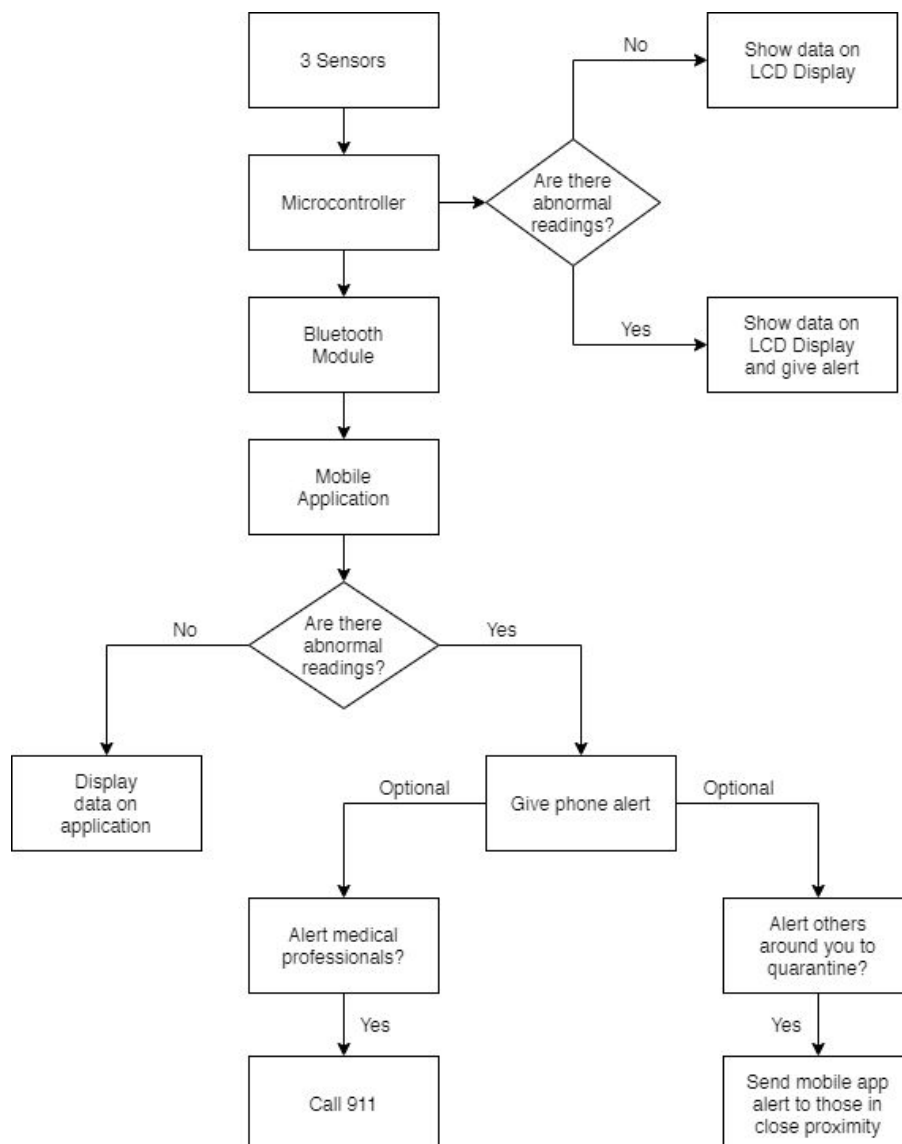 3 Sensors
No
Show data on
LCD Display
Microcontroller
Are there
abnormal
readings?
Yes
Show data on
LCD Display
and give alert
Bluetooth
Module
Mobile
Application
Are there
abnormal
readings?
No
Yes
Display
data on
application
Optional
Give phone alert
Optional
Alert medical
professionals?
Alert others
around you to
quarantine?
Yes
Yes
Call 911
Send mobile app
alert to those in
close proximity